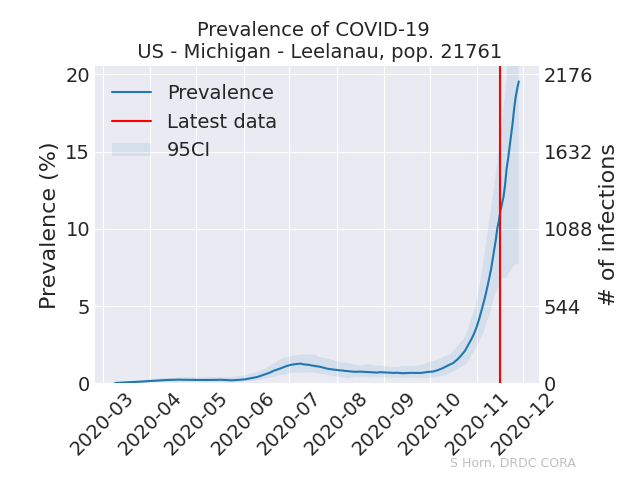 Prevalence of COVID-19
US - Michigan - Leelanau, pop. 21761
Prevalence
Latest data
95CI
Prevalence (%)
20
15
10
5
0
# of infections
2176
1632
1088
544
0
2020-03
2020-04
2020-05
2020-06
2020-07
2020-08
2020-09
2020-10
2020-11
2020-12
S Horn, DRDC CORA